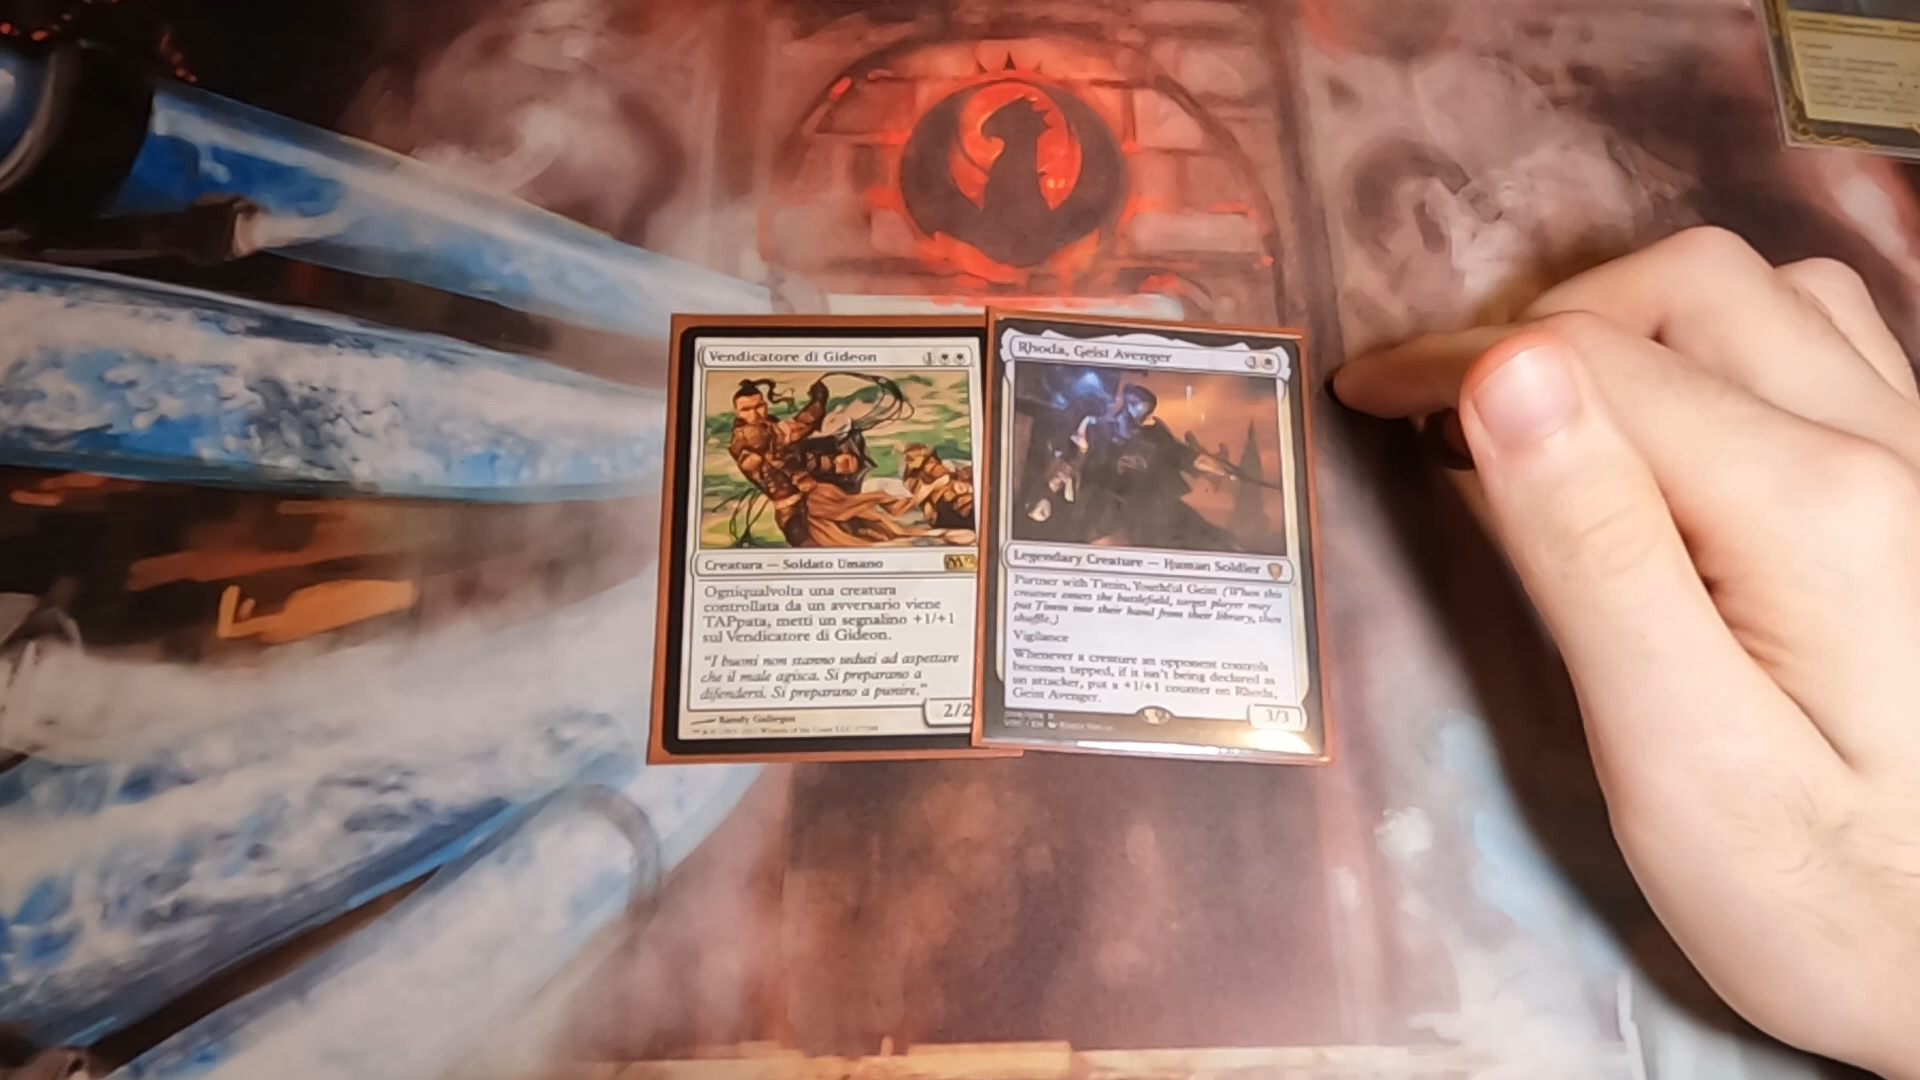 Vendicatore di Gideon 1
Creatura — Soldato Umano
Ogniqualvolta una creatura
controllata da un avversario viene
TAPpata, metti un segnalino +1/+1
sul Vendicatore di Gideon.
"I buoni non stanno seduti ad aspettare
che il male agisca. Si preparano a
difendersi. Si preparano a punire."
2/2
Randy Gallegos
Rhoda, Geist Avenger 3
Legendary Creature — Human Soldier
Partner with Timin, Youthful Geist (When this
creature enters the battlefield, target player may
put Timin into their hand from their library, then
shuffle.)
Vigilance
Whenever a creature an opponent controls
becomes tapped, if it isn't being declared as
an attacker, put a +1/+1 counter on Rhoda,
Geist Avenger.
3/3